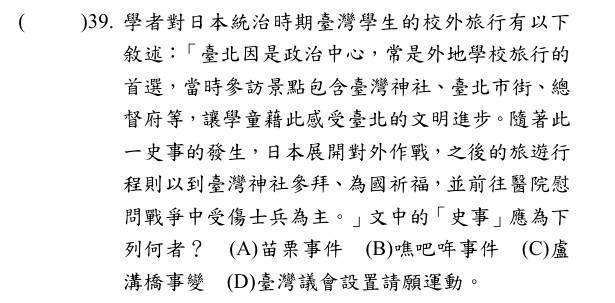 (　　)39. 學者對日本統治時期臺灣學生的校外旅行有以下
敘述：「臺北因是政治中心，常是外地學校旅行的
首選，當時參訪景點包含臺灣神社、臺北市街、總
督府等，讓學童藉此感受臺北的文明進步。隨著此
一史事的發生，日本展開對外作戰，之後的旅遊行
程則以到臺灣神社參拜、為國祈福，並前往醫院慰
問戰爭中受傷士兵為主。」文中的「史事」應為下
列何者？　(A)苗栗事件　(B)噍吧哖事件　(C)盧
溝橋事變　(D)臺灣議會設置請願運動。